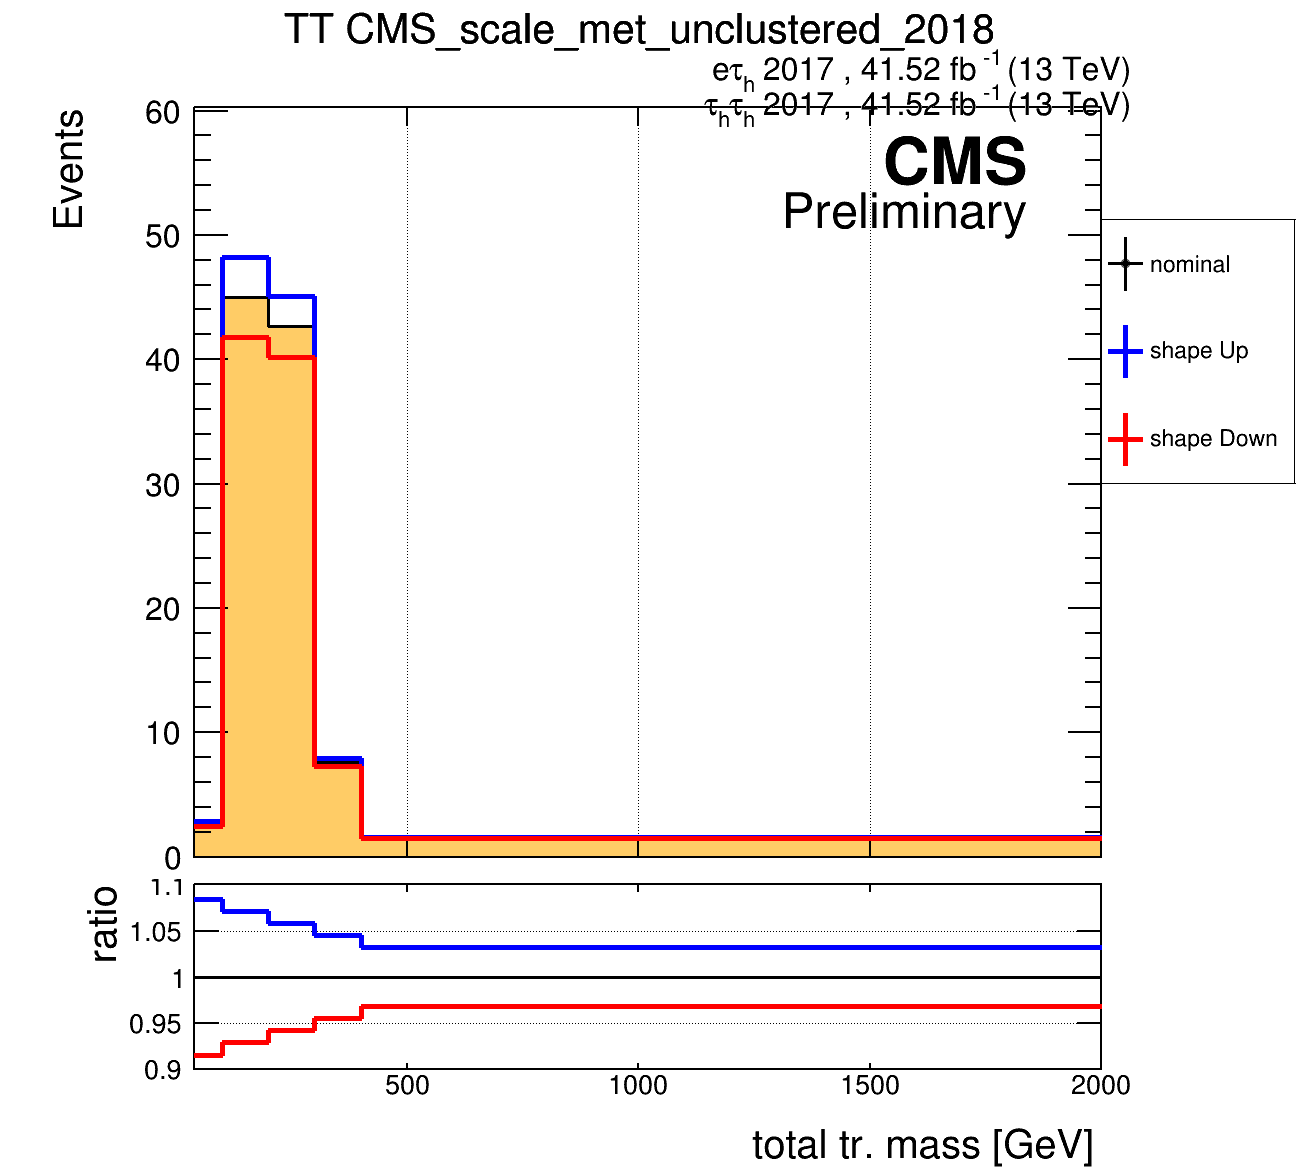 TT CMS_scale_met_unclustered_2018
eτh 2017 , 41.52 fb -1 (13 TeV)
τhτh 2017 , 41.52 fb -1 (13 TeV)
CMS
Preliminary
Events
60
50
40
30
20
10
0
nominal
shape Up
shape Down
ratio
1.1
1.05
1
0.95
0.9
500 1000 1500 2000
total tr. mass [GeV]